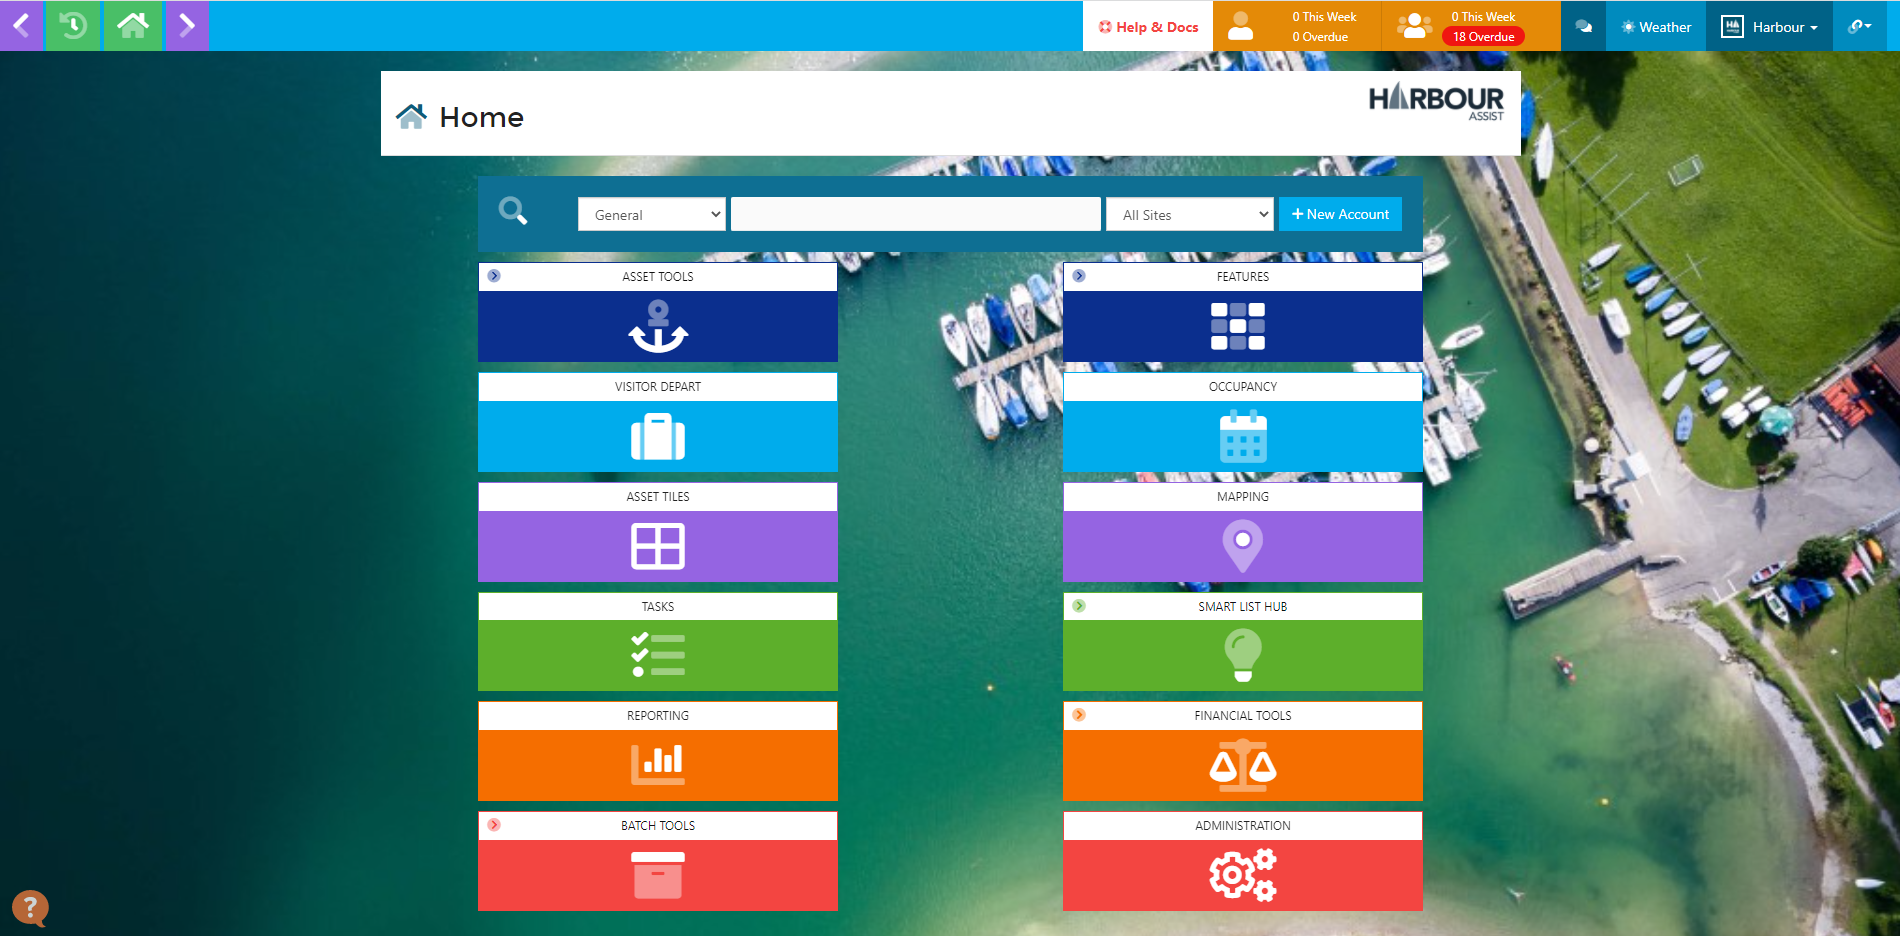 Help & Docs
0 This Week
0 Overdue
0 This Week
18 Overdue
Weather
Harbour
Home
HARBOUR
ASSIST
General
All Sites
+ New Account
ASSET TOOLS
FEATURES
VISITOR DEPART
OCCUPANCY
ASSET TILES
MAPPING
TASKS
SMART LIST HUB
REPORTING
FINANCIAL TOOLS
BATCH TOOLS
ADMINISTRATION
?